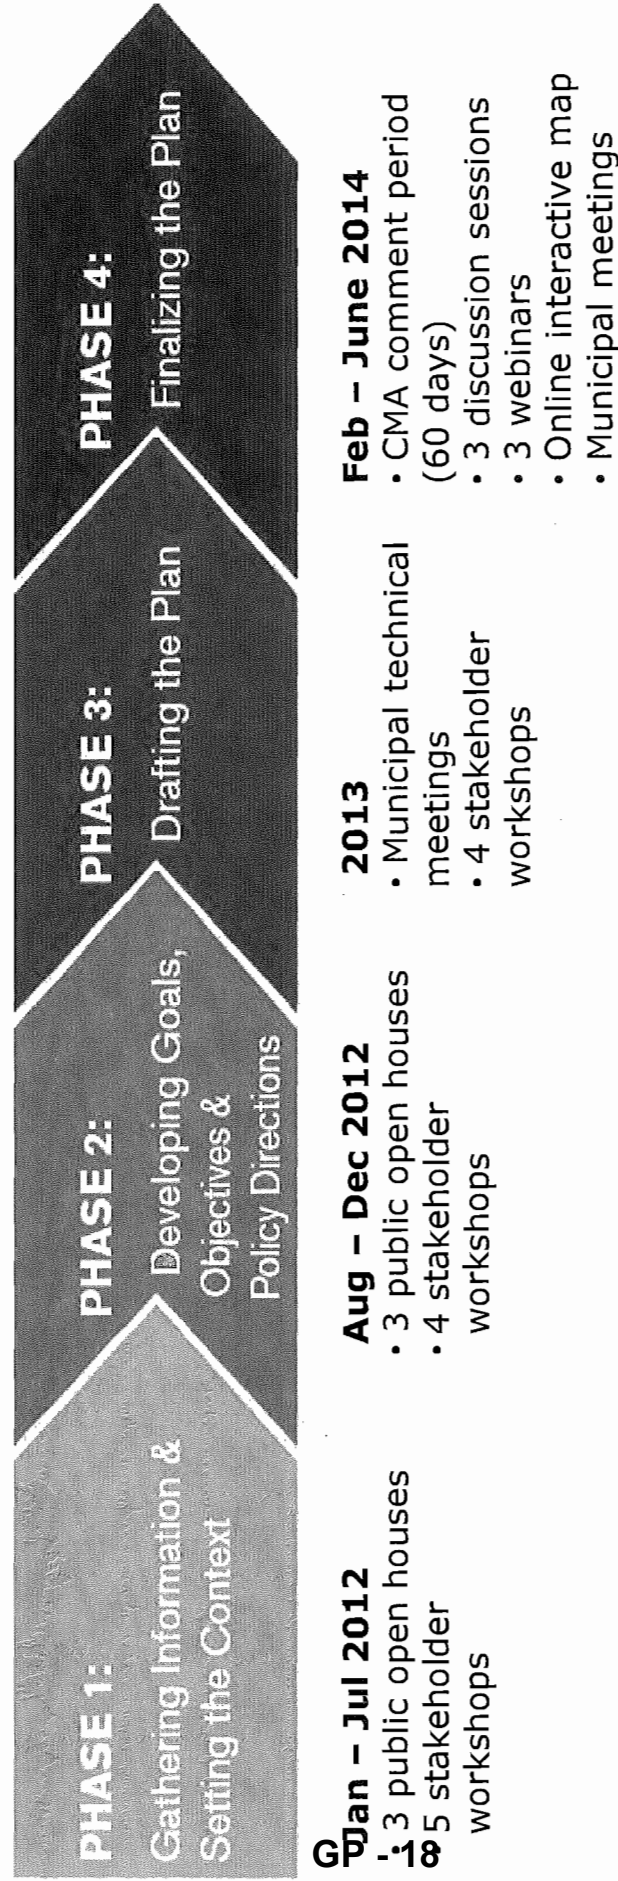 PHASE 1:
Gathering Information &
Setting the Context
PHASE 2:
Developing Goals,
Objectives &
Policy Directions
PHASE 3:
Drafting the Plan
PHASE 4:
Finalizing the Plan
Jan – Jul 2012
• 3 public open houses
• 5 stakeholder
workshops
Aug – Dec 2012
• 3 public open houses
• 4 stakeholder
workshops
2013
• Municipal technical
meetings
• 4 stakeholder
workshops
Feb – June 2014
• CMA comment period
(60 days)
• 3 discussion sessions
• 3 webinars
• Online interactive map
• Municipal meetings
GP - 18